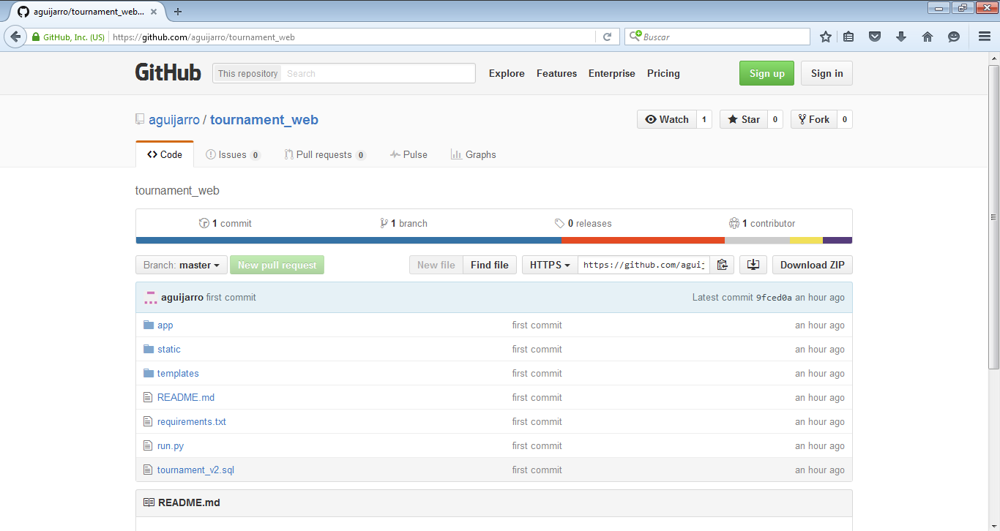 aguijarro/tournament_web...
GitHub, Inc. (US) https://github.com/aguijarro/tournament_web Buscar
GitHub This repository Search Explore Features Enterprise Pricing Sign up Sign in
aguijarro / tournament_web Watch 1 Star 0 Fork 0
Code Issues 0 Pull requests 0 Pulse Graphs
tournament_web
1 commit 1 branch 0 releases 1 contributor
Branch: master New pull request New file Find file HTTPS https://github.com/agui Download ZIP
aguijarro first commit Latest commit 9fced0a an hour ago
app first commit an hour ago
static first commit an hour ago
templates first commit an hour ago
README.md first commit an hour ago
requirements.txt first commit an hour ago
run.py first commit an hour ago
tournament_v2.sql first commit an hour ago
README.md